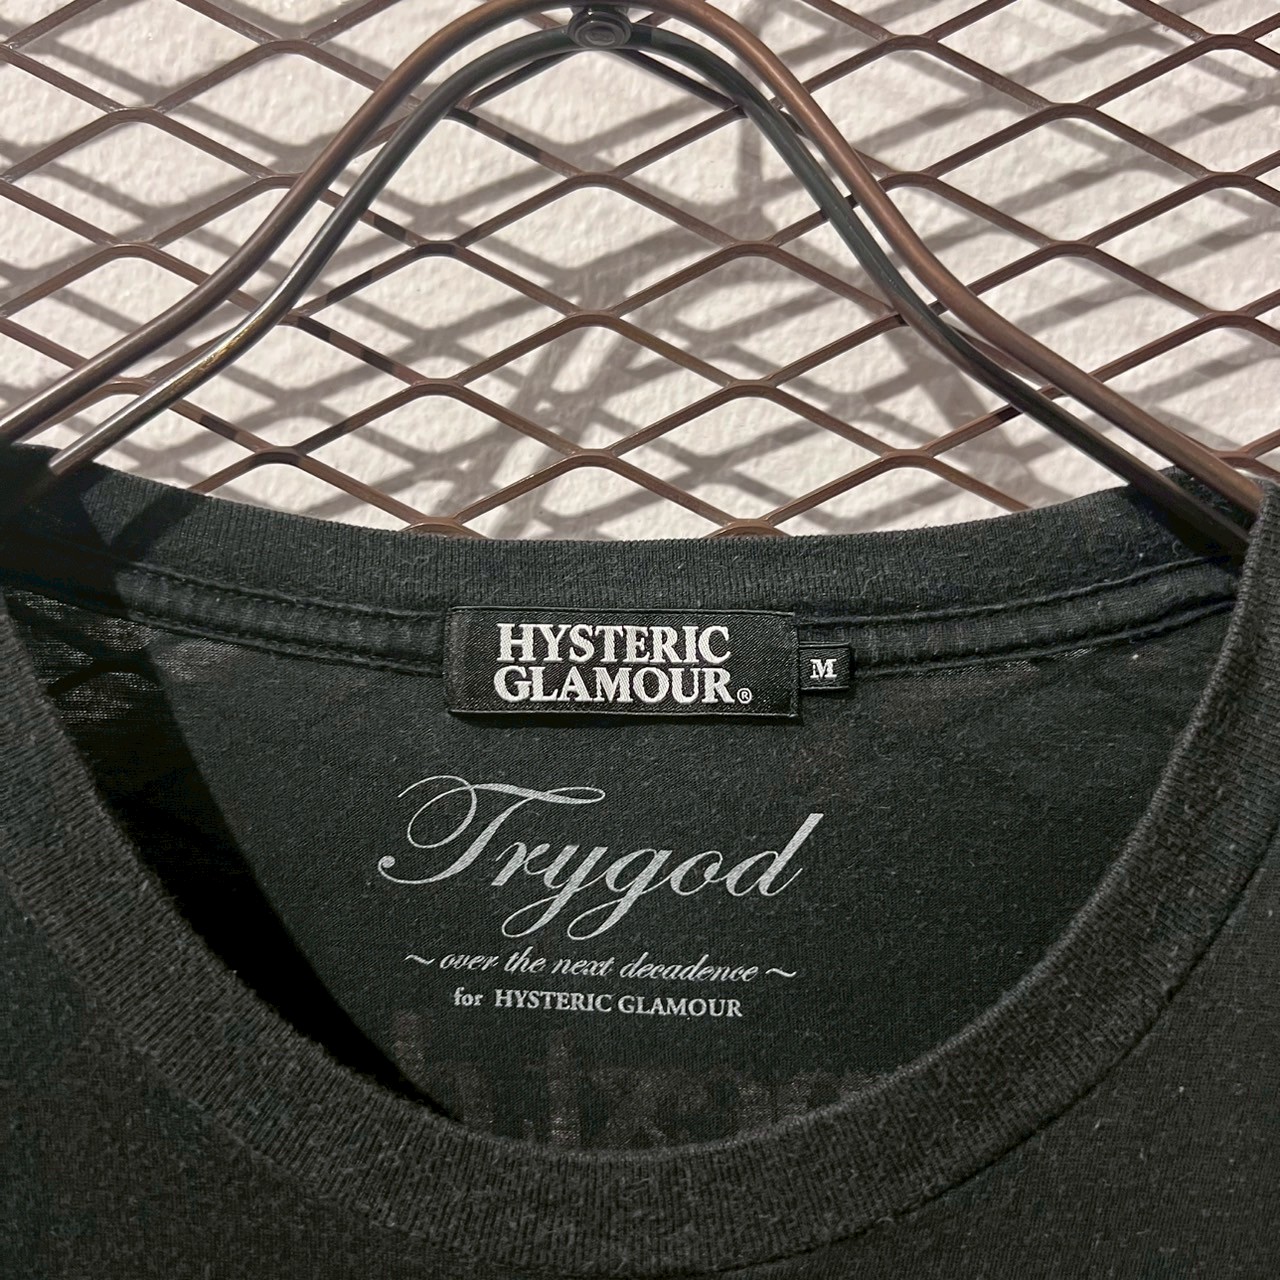 HYSTERIC
GLAMOUR®
M
Trygod
~ over the next decadence ~
for HYSTERIC GLAMOUR